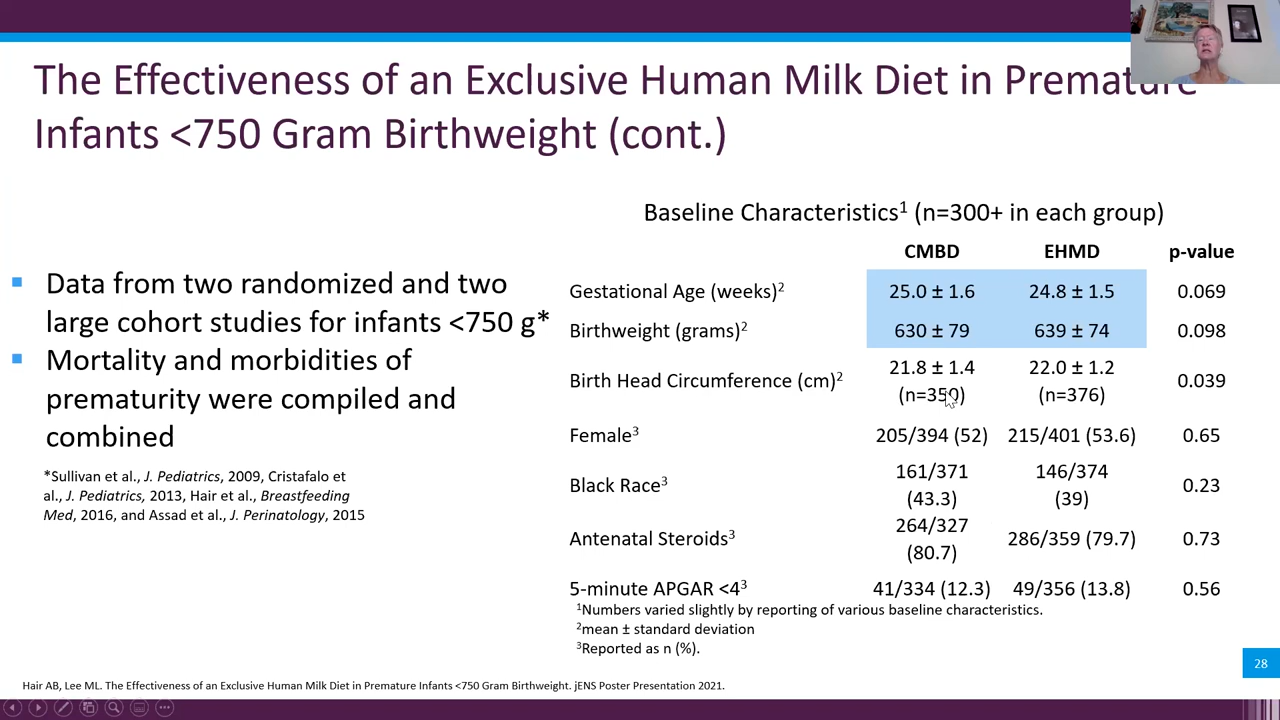 The Effectiveness of an Exclusive Human Milk Diet in Premature
Infants <750 Gram Birthweight (cont.)
▪ Data from two randomized and two
large cohort studies for infants <750 g*
▪ Mortality and morbidities of
prematurity were compiled and
combined
*Sullivan et al., J. Pediatrics, 2009, Cristafalo et
al., J. Pediatrics, 2013, Hair et al., Breastfeeding
Med, 2016, and Assad et al., J. Perinatology, 2015
Baseline Characteristics¹ (n=300+ in each group)
CMBD EHMD p-value
Gestational Age (weeks)² 25.0 ± 1.6 24.8 ± 1.5 0.069
Birthweight (grams)² 630 ± 79 639 ± 74 0.098
Birth Head Circumference (cm)² 21.8 ± 1.4 (n=350) 22.0 ± 1.2 (n=376) 0.039
Female³ 205/394 (52) 215/401 (53.6) 0.65
Black Race³ 161/371 (43.3) 146/374 (39) 0.23
Antenatal Steroids³ 264/327 (80.7) 286/359 (79.7) 0.73
5-minute APGAR <4³ 41/334 (12.3) 49/356 (13.8) 0.56
¹Numbers varied slightly by reporting of various baseline characteristics.
²mean ± standard deviation
³Reported as n (%).
28
Hair AB, Lee ML. The Effectiveness of an Exclusive Human Milk Diet in Premature Infants <750 Gram Birthweight. jENS Poster Presentation 2021.